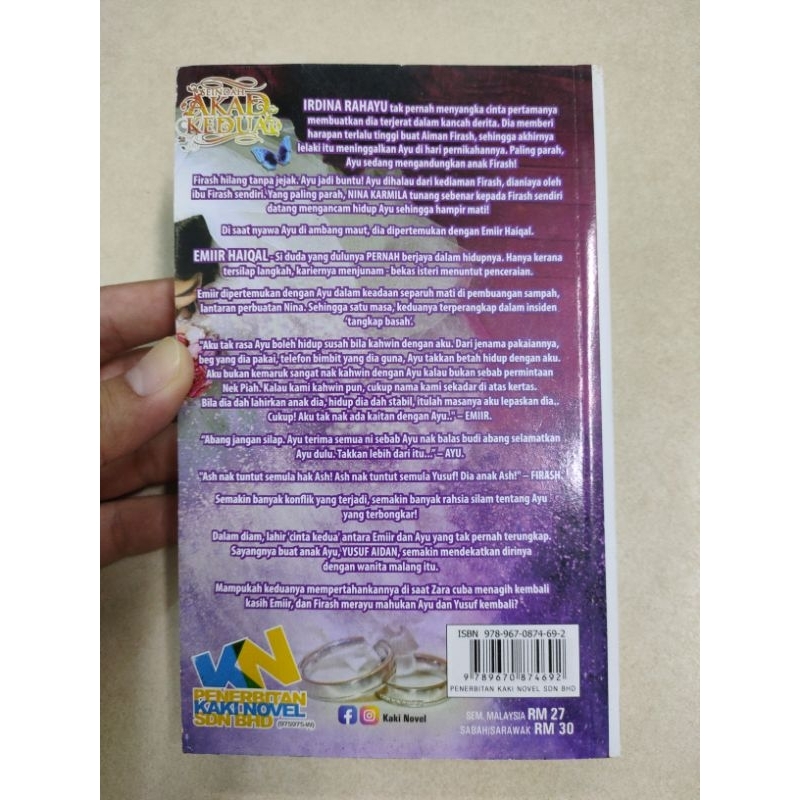 SEINDAH
AKAD
KEDUA
IRDINA RAHAYU tak pernah menyangka cinta pertamanya
membuatkan dia terjerat dalam kancah derita. Dia memberi
harapan terlalu tinggi buat Aiman Firash, sehingga akhirnya
lelaki itu meninggalkan Ayu di hari pernikahannya. Paling parah,
Ayu sedang mengandungkan anak Firash!
Firash hilang tanpa jejak. Ayu jadi buntu! Ayu dihalau dari kediaman Firash, dianiaya oleh
ibu Firash sendiri. Yang paling parah, NINA KARMILA tunang sebenar kepada Firash sendiri
datang mengancam hidup Ayu sehingga hampir mati!
Di saat nyawa Ayu di ambang maut, dia dipertemukan dengan Emiir Haiqal.
EMIIR HAIQAL - Si duda yang dulunya PERNAH berjaya dalam hidupnya. Hanya kerana
tersilap langkah, kariernya menjunam - bekas isteri menuntut penceraian.
Emiir dipertemukan dengan Ayu dalam keadaan separuh mati di pembuangan sampah,
lantaran perbuatan Nina. Sehingga satu masa, keduanya terperangkap dalam insiden
'tangkap basah'.
"Aku tak rasa Ayu boleh hidup susah bila kahwin dengan aku. Dari jenama pakaiannya,
beg yang dia pakai, telefon bimbit yang dia guna, Ayu takkan betah hidup dengan aku.
Aku bukan kemaruk sangat nak kahwin dengan Ayu kalau bukan sebab permintaan
Nek Piah. Kalau kami kahwin pun, cukup nama kami sekadar di atas kertas.
Bila dia dah lahirkan anak dia, hidup dia dah stabil, itulah masanya aku lepaskan dia..
Cukup! Aku tak nak ada kaitan dengan Ayu..." – EMIIR.
"Abang jangan silap. Ayu terima semua ni sebab Ayu nak balas budi abang selamatkan
Ayu dulu. Takkan lebih dari itu..." – AYU.
"Ash nak tuntut semula hak Ash! Ash nak tuntut semula Yusuf! Dia anak Ash!" – FIRASH.
Semakin banyak konflik yang terjadi, semakin banyak rahsia silam tentang Ayu
yang terbongkar!
Dalam diam, lahir 'cinta kedua' antara Emiir dan Ayu yang tak pernah terungkap.
Sayangnya buat anak Ayu, YUSUF AIDAN, semakin mendekatkan dirinya
dengan wanita malang itu.
Mampukah keduanya mempertahankannya di saat Zara cuba menagih kembali
kasih Emiir, dan Firash merayu mahukan Ayu dan Yusuf kembali?
KN
PENERBITAN
KAKI NOVEL
SDN BHD
Kaki Novel
ISBN 978-967-0874-69-2
9 789670 874692
PENERBITAN KAKI NOVEL SDN BHD
SEM. MALAYSIA RM 27
SABAH/SARAWAK RM 30